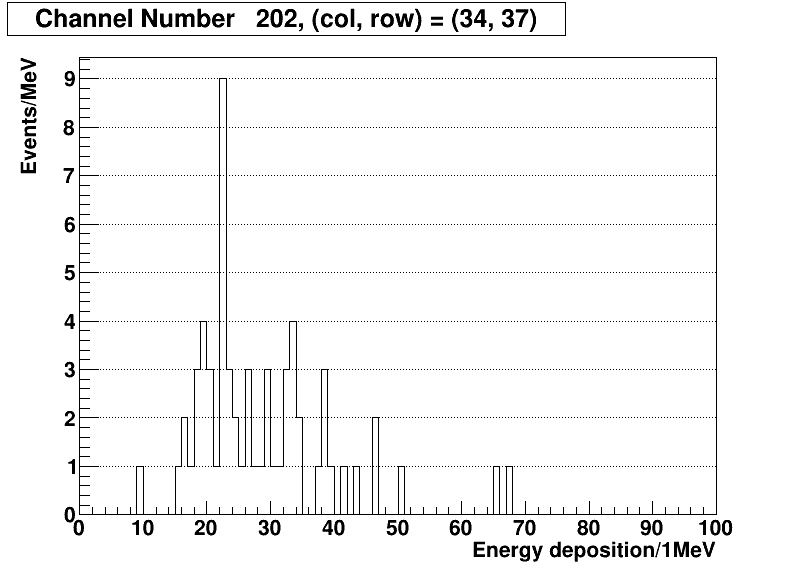 Channel Number 202, (col, row) = (34, 37)
Events/MeV
9
8
7
6
5
4
3
2
1
0
0 10 20 30 40 50 60 70 80 90 100
Energy deposition/1MeV